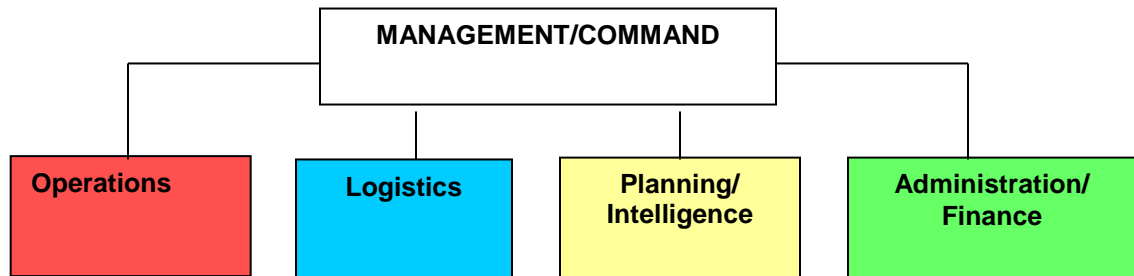 MANAGEMENT/COMMAND
Operations
Logistics
Planning/
Intelligence
Administration/
Finance